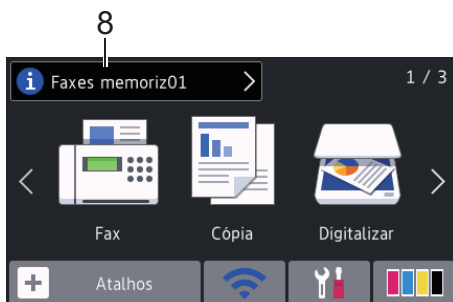 8
Faxes memoriz01
1 / 3
Fax Cópia Digitalizar
Atalhos